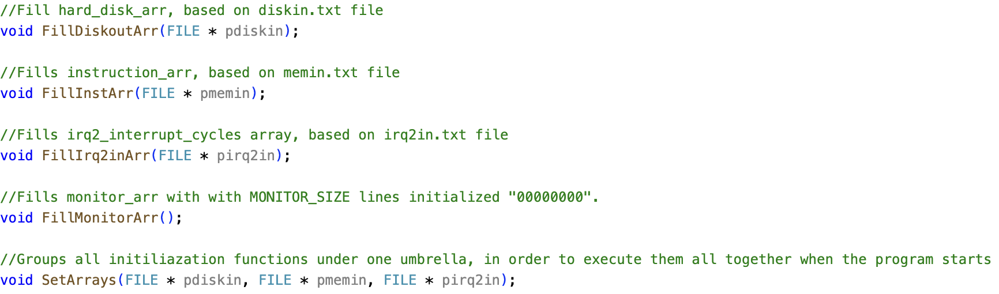 //Fill hard_disk_arr, based on diskin.txt file
void FillDiskoutArr(FILE * pdiskin);
//Fills instruction_arr, based on memin.txt file
void FillInstArr(FILE * pmemin);
//Fills irq2_interrupt_cycles array, based on irq2in.txt file
void FillIrq2inArr(FILE * pirq2in);
//Fills monitor_arr with with MONITOR_SIZE lines initialized "00000000".
void FillMonitorArr();
//Groups all initiliazation functions under one umbrella, in order to execute them all together when the program starts
void SetArrays(FILE * pdiskin, FILE * pmemin, FILE * pirq2in);